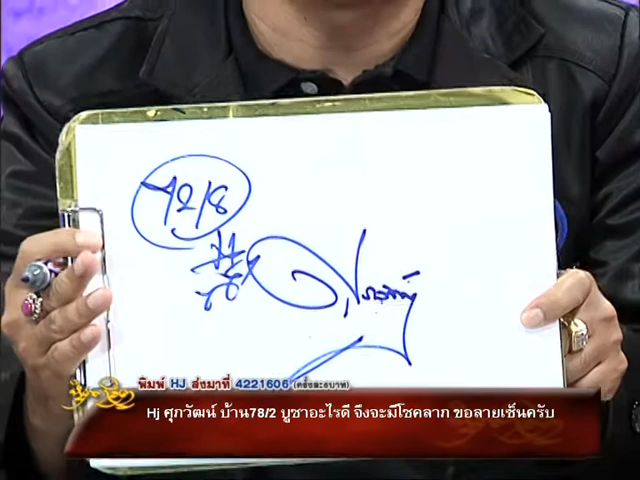 72/8
พิมพ์ HJ ส่งมาที่ 4221606 (ครั้งละ6บาท)
Hj ศุภวัฒน์ บ้าน78/2 บูชาอะไรดี จึงจะมีโชคลาภ ขอลายเซ็นครับ